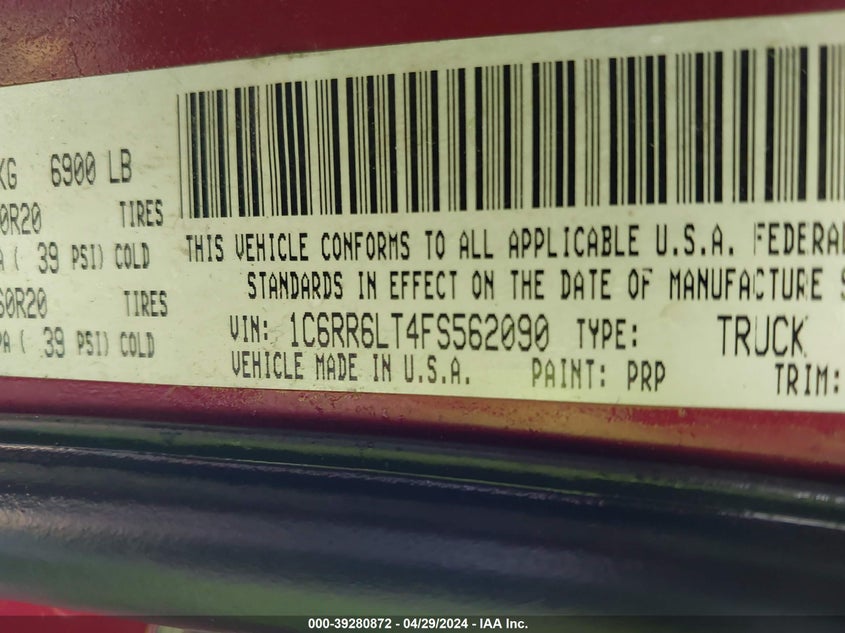 KG 6900 LB
0R20 TIRES
A ( 39 PSI) COLD
60R20 TIRES
PA ( 39 PSI) COLD
THIS VEHICLE CONFORMS TO ALL APPLICABLE U.S.A. FEDERAL
STANDARDS IN EFFECT ON THE DATE OF MANUFACTURE S
VIN: 1C6RR6LT4FS562090 TYPE: TRUCK
VEHICLE MADE IN U.S.A. PAINT: PRP TRIM:
000-39280872 / 04/29/2024 - IAA Inc.